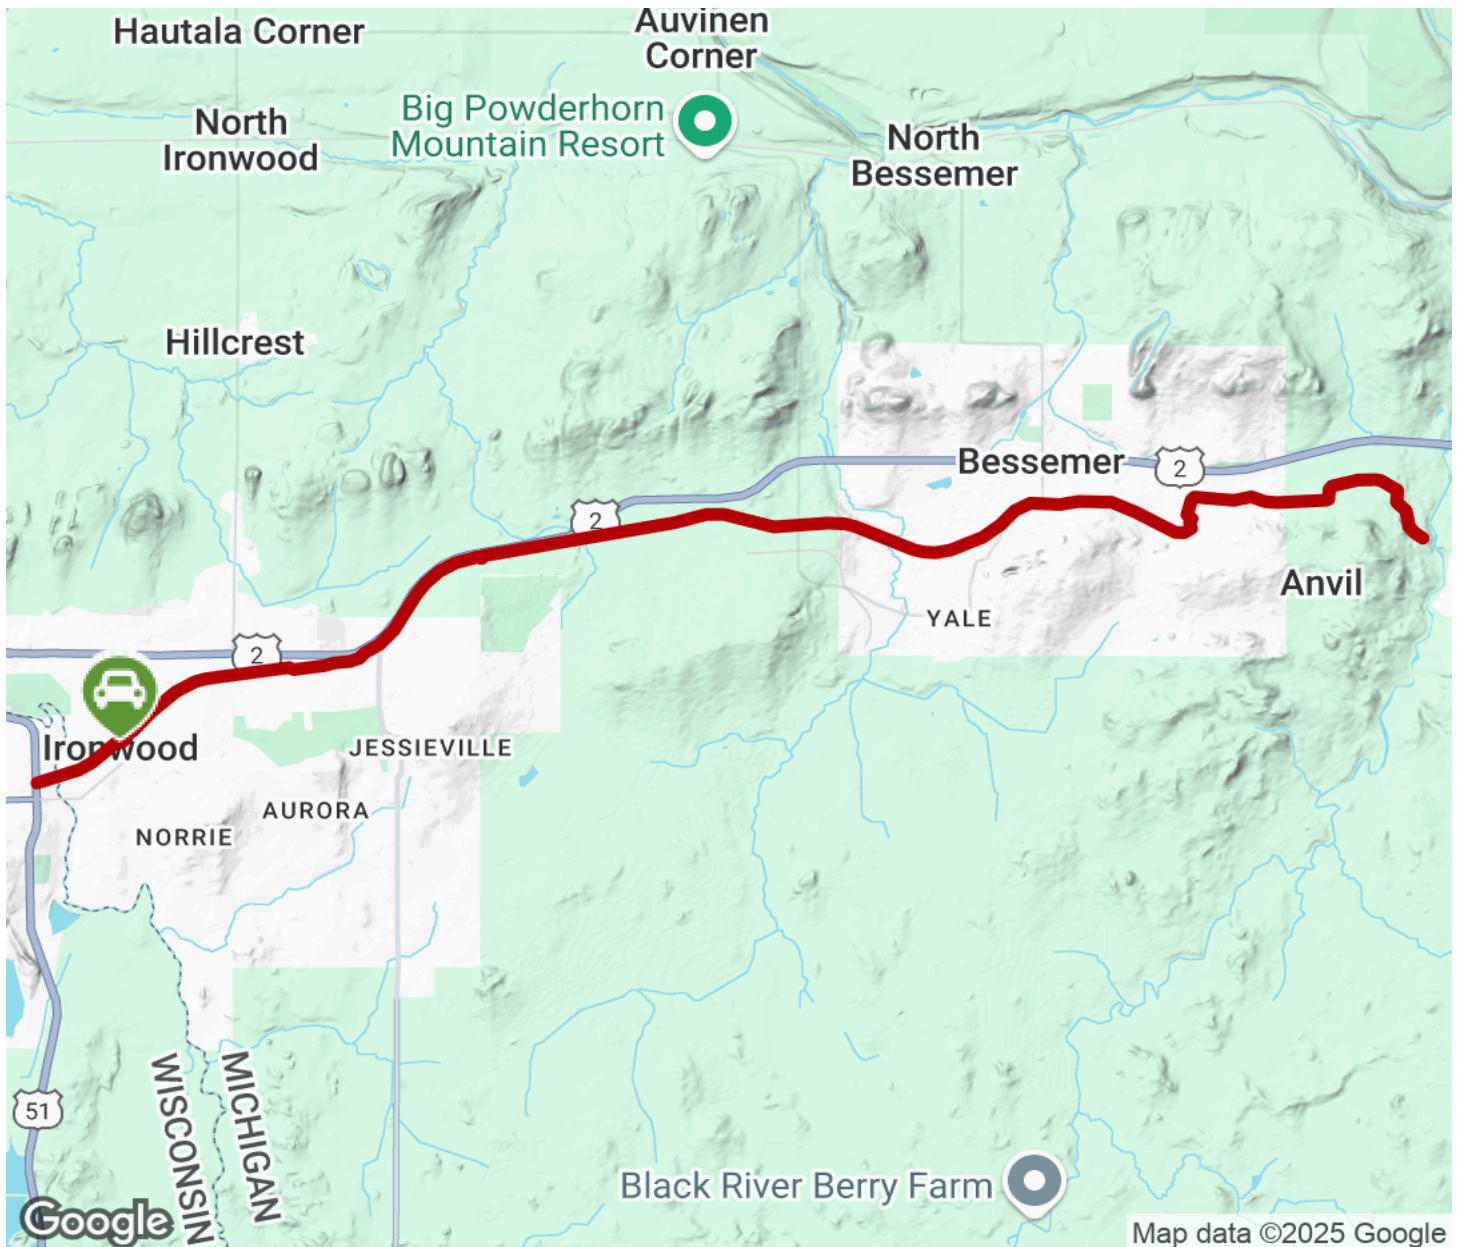 Hautala Corner
Auvinen
Corner
North
Ironwood
Big Powderhorn
Mountain Resort
North
Bessemer
Hillcrest
Bessemer
2
2
Anvil
YALE
2
Ironwood
JESSIEVILLE
AURORA
NORRIE
WISCONSIN
MICHIGAN
51
Black River Berry Farm
Google
Map data ©2025 Google